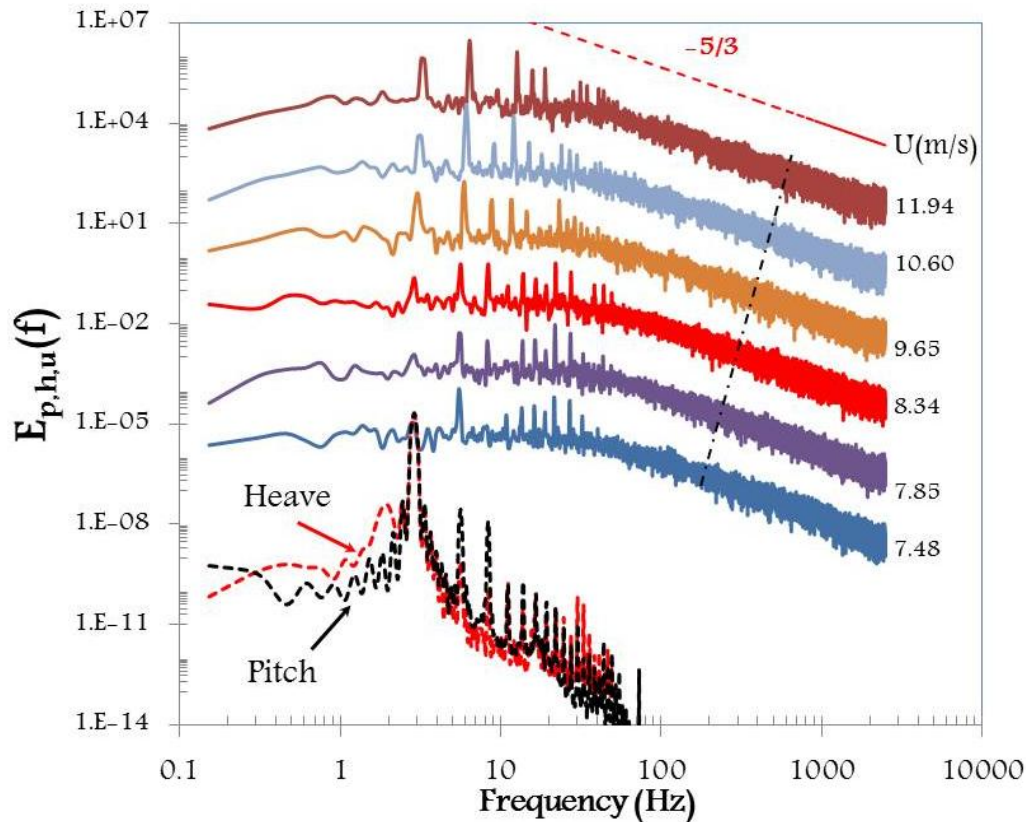 1.E+07
-5/3
1.E+04
U(m/s)
11.94
1.E+01
10.60
1.E-02
9.65
8.34
1.E-05
7.85
Heave
1.E-08
7.48
1.E-11
Pitch
1.E-14
E p,h,u (f)
0.1 1 10 100 1000 10000
Frequency (Hz)